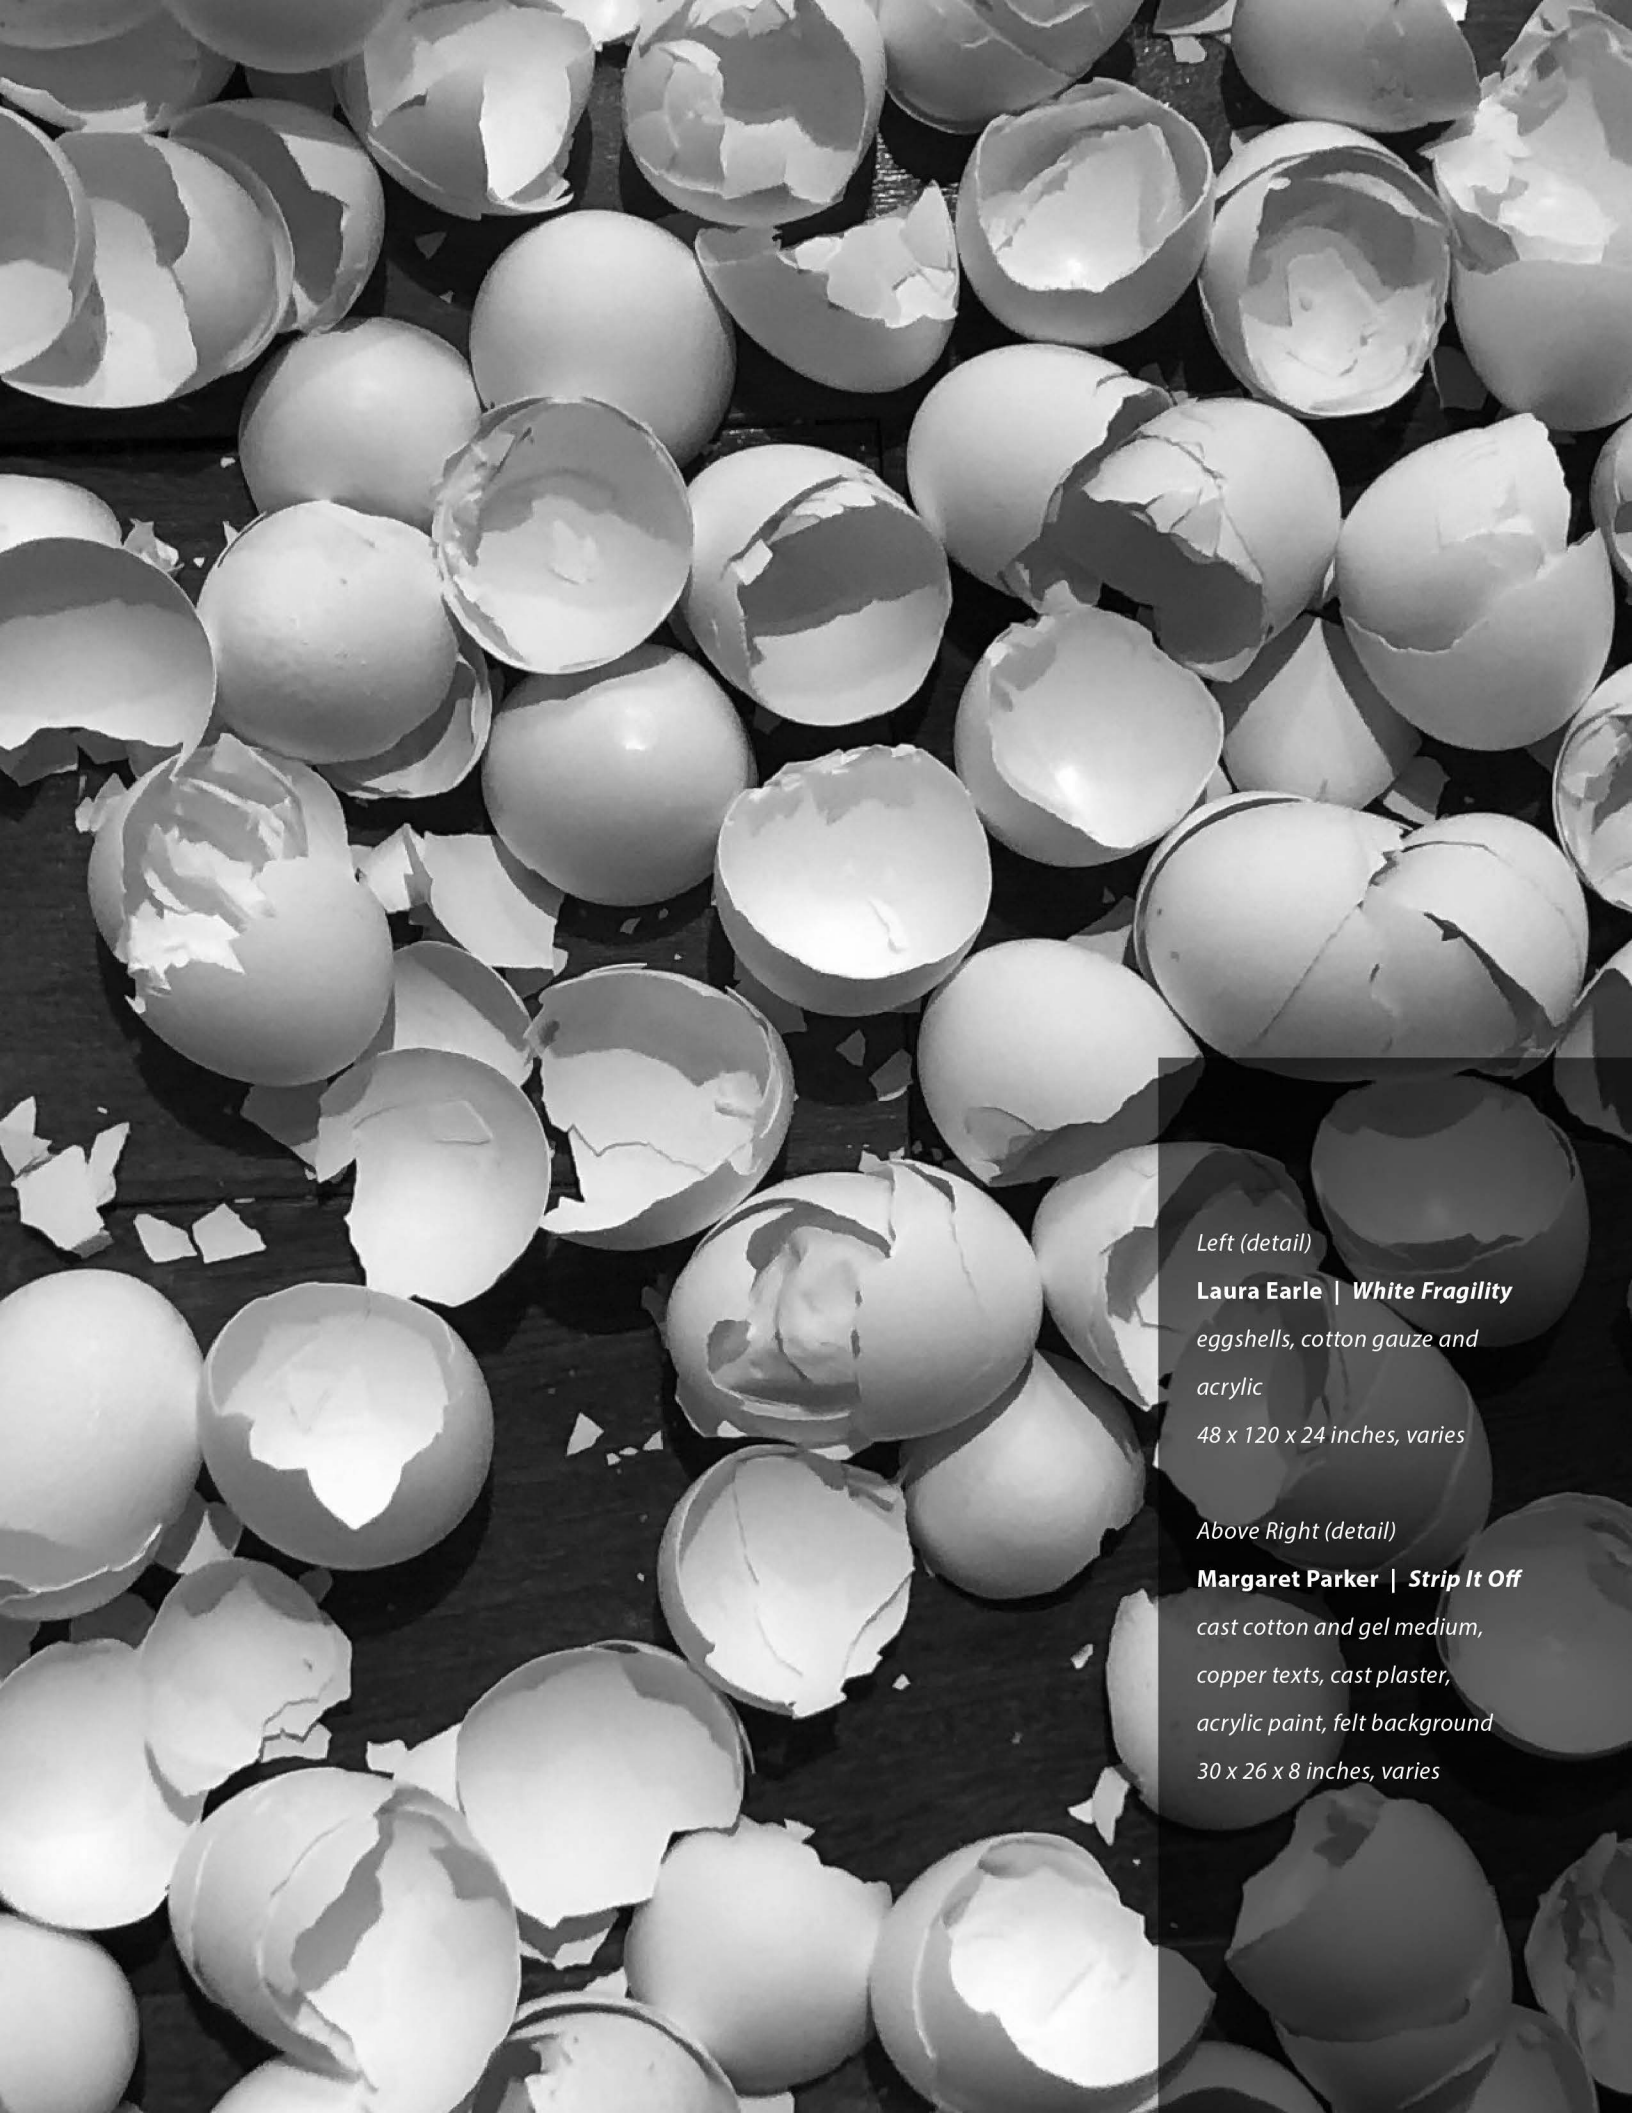 Left (detail)
Laura Earle | White Fragility
eggshells, cotton gauze and
acrylic
48 x 120 x 24 inches, varies
Above Right (detail)
Margaret Parker | Strip It Off
cast cotton and gel medium,
copper texts, cast plaster,
acrylic paint, felt background
30 x 26 x 8 inches, varies